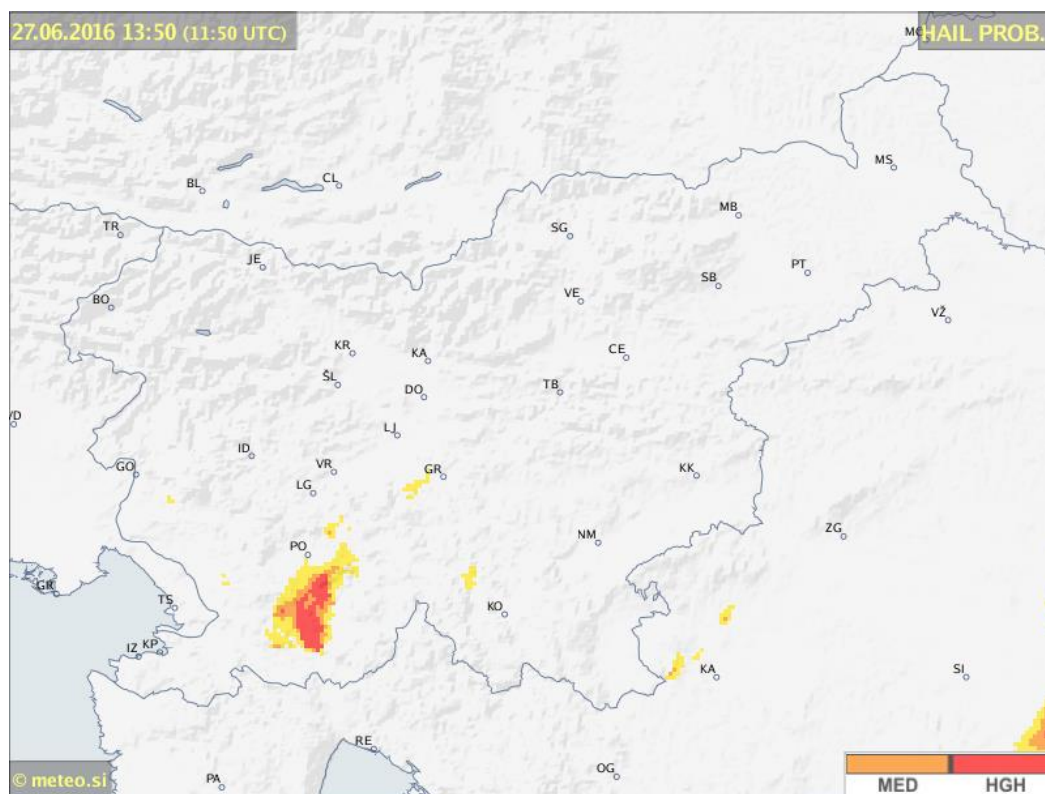 27.06.2016 13:50 (11:50 UTC)
HAIL PROB.
MS
BL
CL
MB
TR
SG
JE
PT
SB
BO
VE
VŽ
KR
KA
CE
ŠL
DO
TB
LJ
ID
VR
GO
GR
KK
LG
ZG
NM
PO
GR
TS
KO
IZ
KP
KA
SI
RE
OG
PA
© meteo.si
MED
HGH